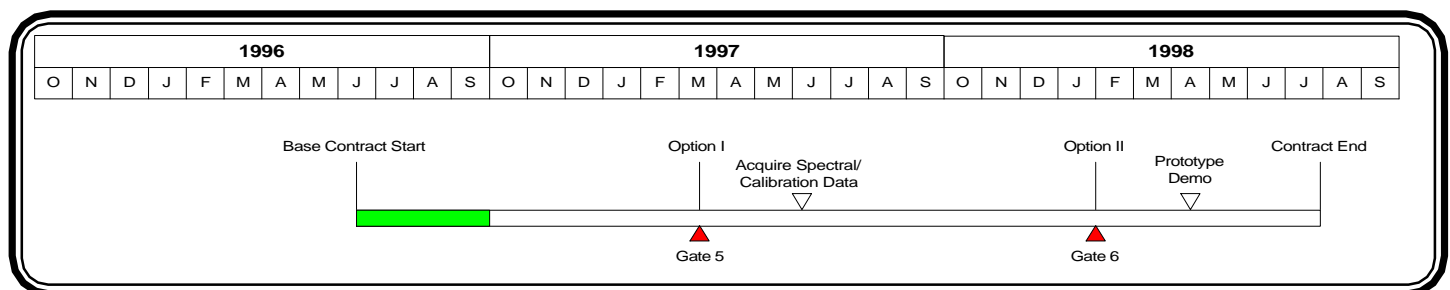 1996 1997 1998
O N D J F M A M J J A S O N D J F M A M J J A S O N D J F M A M J J A S
Base Contract Start Option I Option II Contract End
Acquire Spectral/
Calibration Data
Prototype
Demo
Gate 5 Gate 6